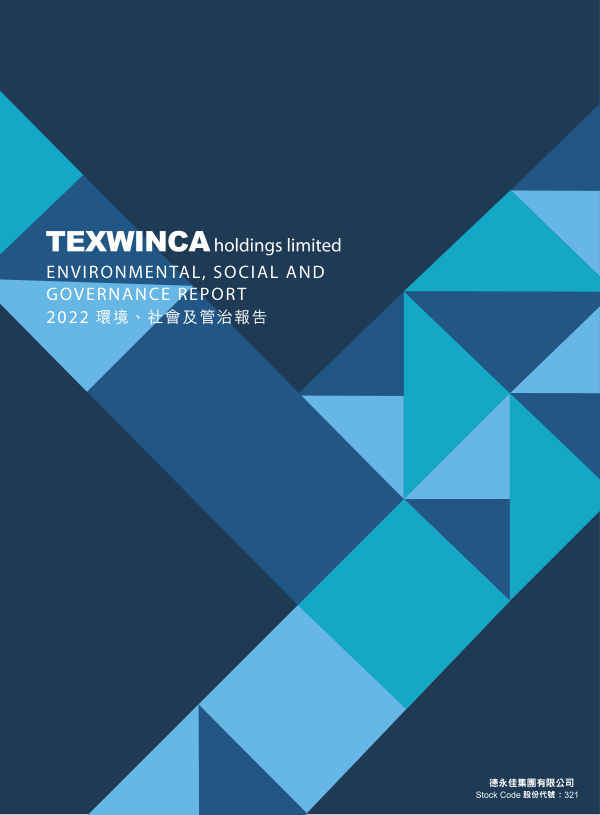 TEXWINCA holdings limited
ENVIRONMENTAL, SOCIAL AND
GOVERNANCE REPORT
2022 環境、社會及管治報告
德永佳集團有限公司
Stock Code 股份代號：321